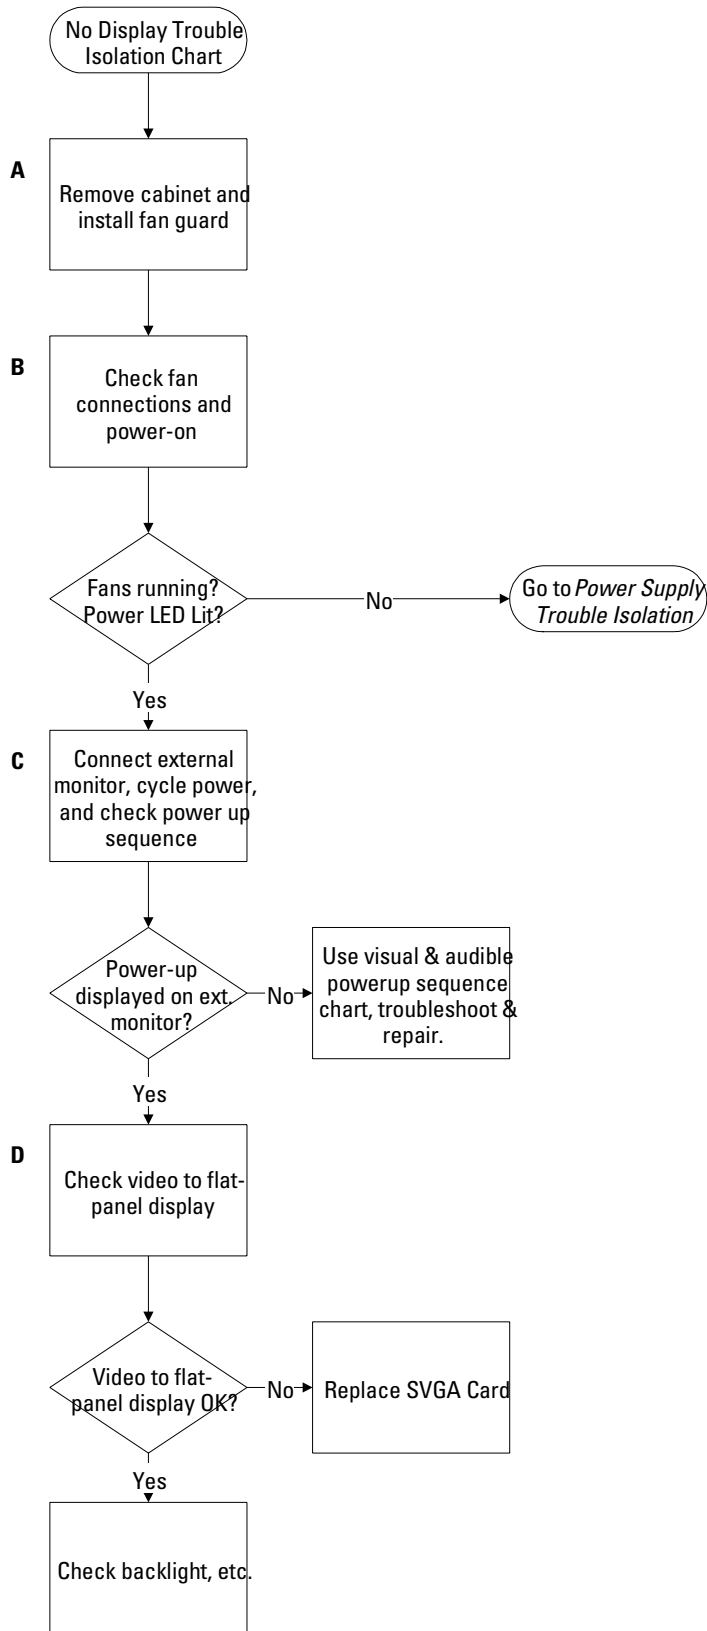 No Display Trouble
Isolation Chart
A
Remove cabinet and
install fan guard
B
Check fan
connections and
power-on
Fans running?
Power LED Lit?
No
Go to Power Supply
Trouble Isolation
Yes
C
Connect external
monitor, cycle power,
and check power up
sequence
Power-up
displayed on ext.
monitor?
No
Use visual & audible
powerup sequence
chart, troubleshoot &
repair.
Yes
D
Check video to flat-
panel display
Video to flat-
panel display OK?
No
Replace SVGA Card
Yes
Check backlight, etc.